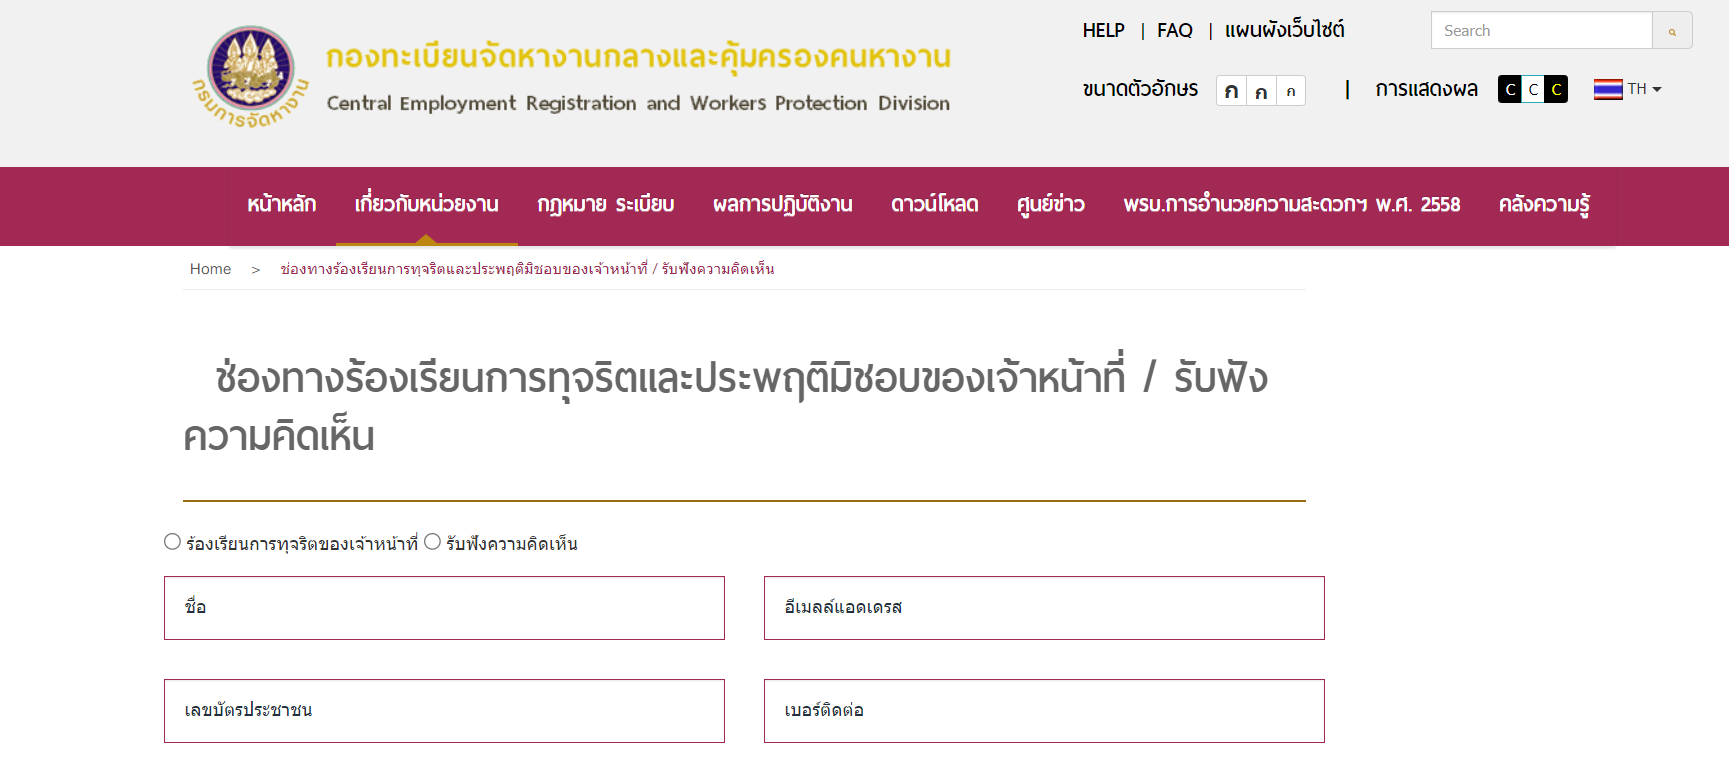 HELP | FAQ | แผนผังเว็บไซต์
Search
กรมการจัดหางาน
กองทะเบียนจัดหางานกลางและคุ้มครองคนหางาน
Central Employment Registration and Workers Protection Division
ขนาดตัวอักษร ก ก ก | การแสดงผล C C C TH
หน้าหลัก เกี่ยวกับหน่วยงาน กฎหมาย ระเบียบ ผลการปฏิบัติงาน ดาวน์โหลด ศูนย์ข่าว พรบ.การอำนวยความสะดวกฯ พ.ศ. 2558 คลังความรู้
Home > ช่องทางร้องเรียนการทุจริตและประพฤติมิชอบของเจ้าหน้าที่ / รับฟังความคิดเห็น
ช่องทางร้องเรียนการทุจริตและประพฤติมิชอบของเจ้าหน้าที่ / รับฟัง
ความคิดเห็น
ร้องเรียนการทุจริตของเจ้าหน้าที่ รับฟังความคิดเห็น
ชื่อ อีเมลล์แอดเดรส
เลขบัตรประชาชน เบอร์ติดต่อ